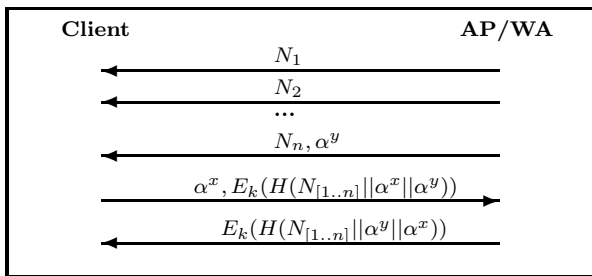 Client AP/WA
N_1
N_2
...
N_n, α^y
α^x, E_k(H(N_{[1..n]}||α^x||α^y))
E_k(H(N_{[1..n]}||α^y||α^x))